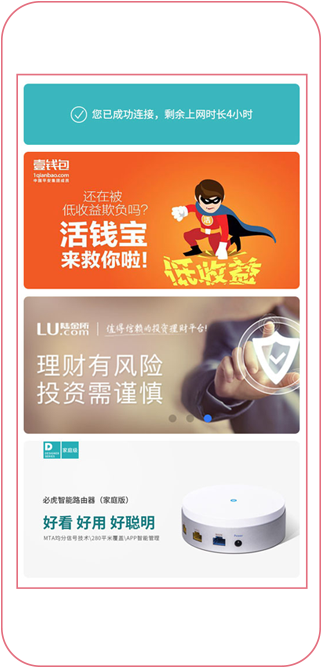 您已成功连接，剩余上网时长4小时
壹钱包
1qianbao.com
中国平安集团成员
还在被
低收益欺负吗?
活钱宝
来救你啦!
低收益
LU陆金所
.com
值得信赖的投资理财平台!
理财有风险
投资需谨慎
家庭版
必虎智能路由器（家庭版）
好看 好用 好聪明
MTA均分信号技术\280平米覆盖\APP智能管理